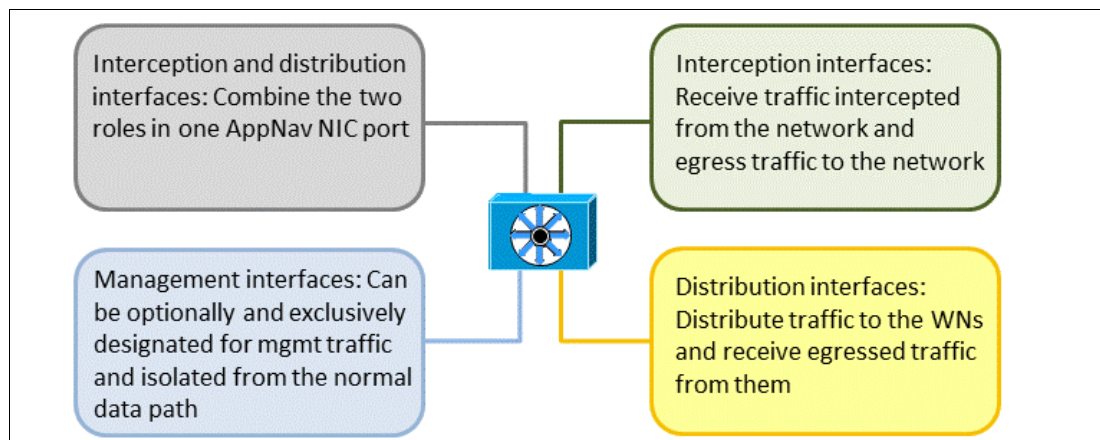 Interception and distribution
interfaces: Combine the two
roles in one AppNav NIC port
Interception interfaces:
Receive traffic intercepted
from the network and
egress traffic to the network
Management interfaces: Can
be optionally and exclusively
designated for mgmt traffic
and isolated from the normal
data path
Distribution interfaces:
Distribute traffic to the WNs
and receive egressed traffic
from them